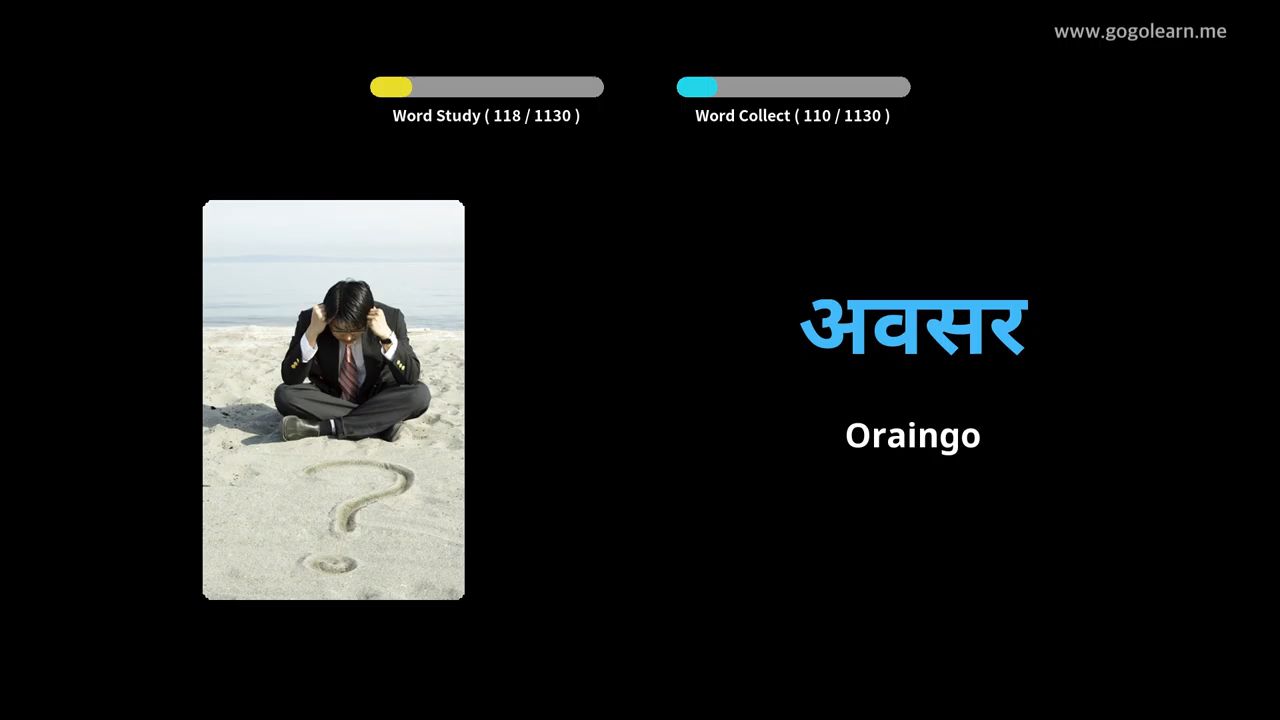 www.gogolearn.me
Word Study ( 118 / 1130 )
Word Collect ( 110 / 1130 )
अवसर
Oraingo
?